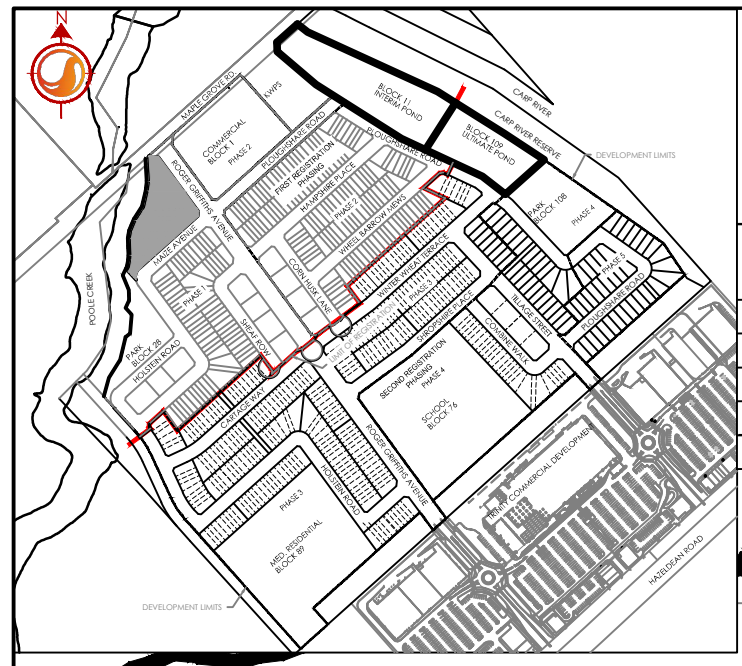 N
MAPLE GROVE RD.
KWPS
COMMERCIAL
BLOCK 1
PHASE 2
BLOCK 11
INTERIM POND
BLOCK 109
ULTIMATE POND
CARP RIVER
CARP RIVER RESERVE
DEVELOPMENT LIMITS
PLOUGHSHARE ROAD
PLOUGHSHARE ROAD
FIRST REGISTRATION
PHASING
HAMPSHIRE PLACE
PHASE 2
WHEEL BARROW MEWS
ROGER GRIFFITHS AVENUE
MAIZE AVENUE
POOLE CREEK
PHASE 1
CORN HUSK LANE
SHEAF ROW
PARK
BLOCK 28
HOLSTEIN ROAD
LIMIT OF REGISTRATION
WINTER WHEAT TERRACE
PHASE 3
SHROPSHIRE PLACE
PARK
BLOCK 108
PHASE 4
PHASE 5
PLOUGHSHARE ROAD
TILLAGE STREET
COMBINE WALK
SECOND REGISTRATION
PHASING
PHASE 4
SCHOOL
BLOCK 76
CARTAGE WAY
ROGER GRIFFITHS AVENUE
HOLSTEIN ROAD
PHASE 3
MED. RESIDENTIAL
BLOCK 89
TRINITY COMMERCIAL DEVELOPMENT
HAZELDEAN ROAD
DEVELOPMENT LIMITS